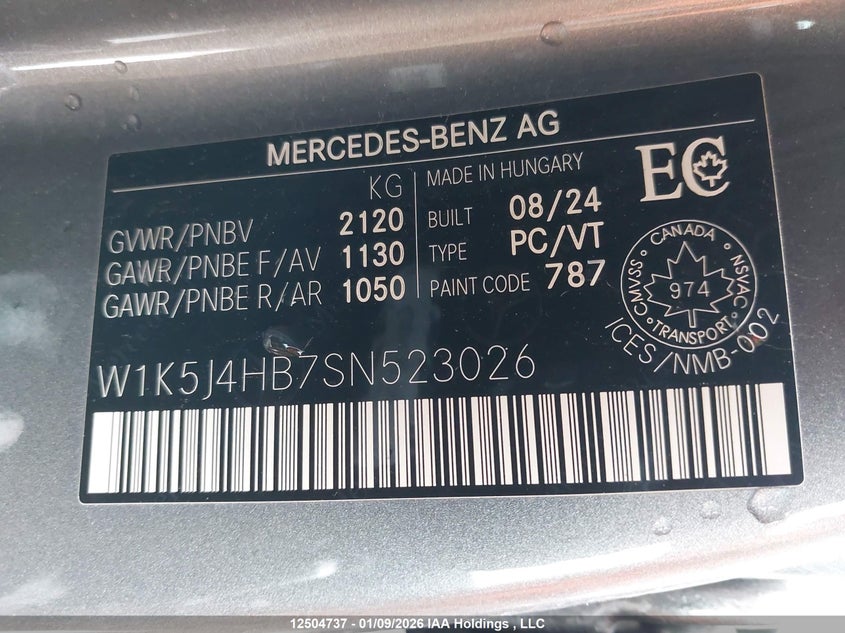 MERCEDES-BENZ AG
KG
GVWR/PNBV 2120
GAWR/PNBE F/AV 1130
GAWR/PNBE R/AR 1050
MADE IN HUNGARY
BUILT 08/24
TYPE PC/VT
PAINT CODE 787
EC
CANADA
CMVSS 974 NSVAC
TRANSPORT
ICES/NMB-002
W1K5J4HB7SN523026
12504737 - 01/09/2026 IAA Holdings , LLC